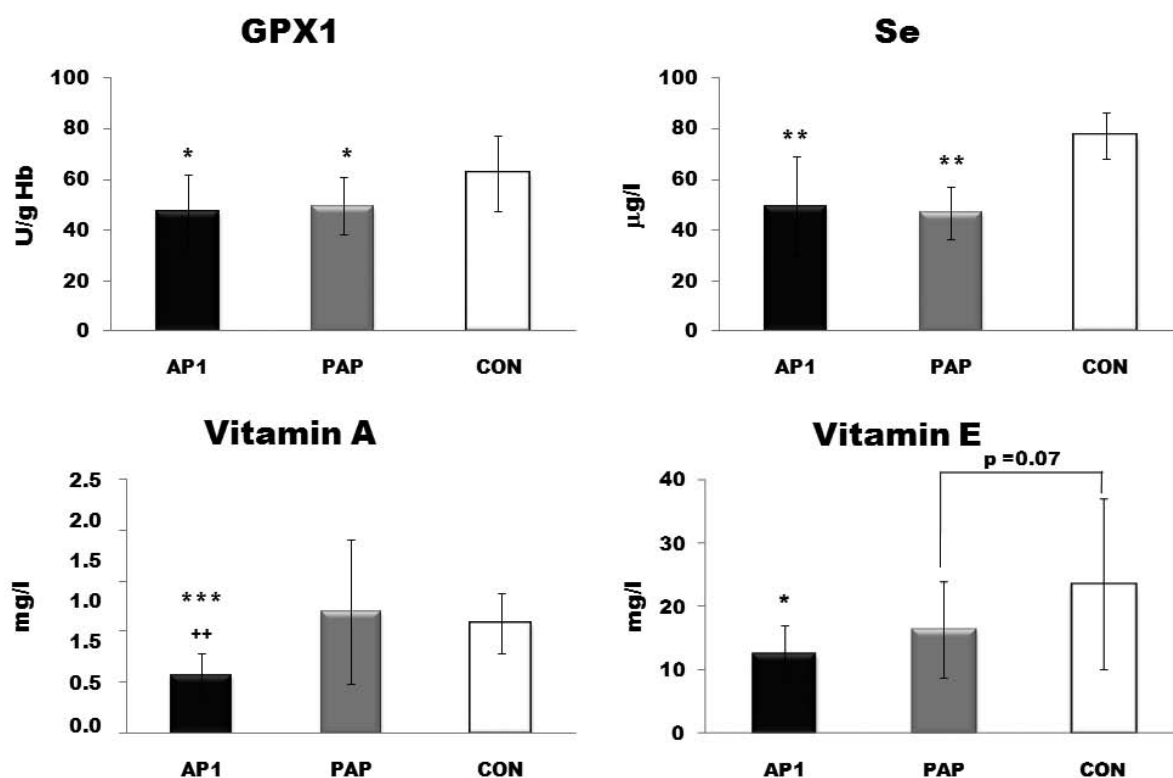 GPX1
100
80
60
40
20
0
U/g Hb
*
*
AP1 PAP CON
Se
100
80
60
40
20
0
µg/l
**
**
AP1 PAP CON
Vitamin A
2.5
2.0
1.5
1.0
1.5
0.5
0.0
mg/l
***
++
AP1 PAP CON
Vitamin E
40
30
20
10
0
mg/l
p =0.07
*
AP1 PAP CON